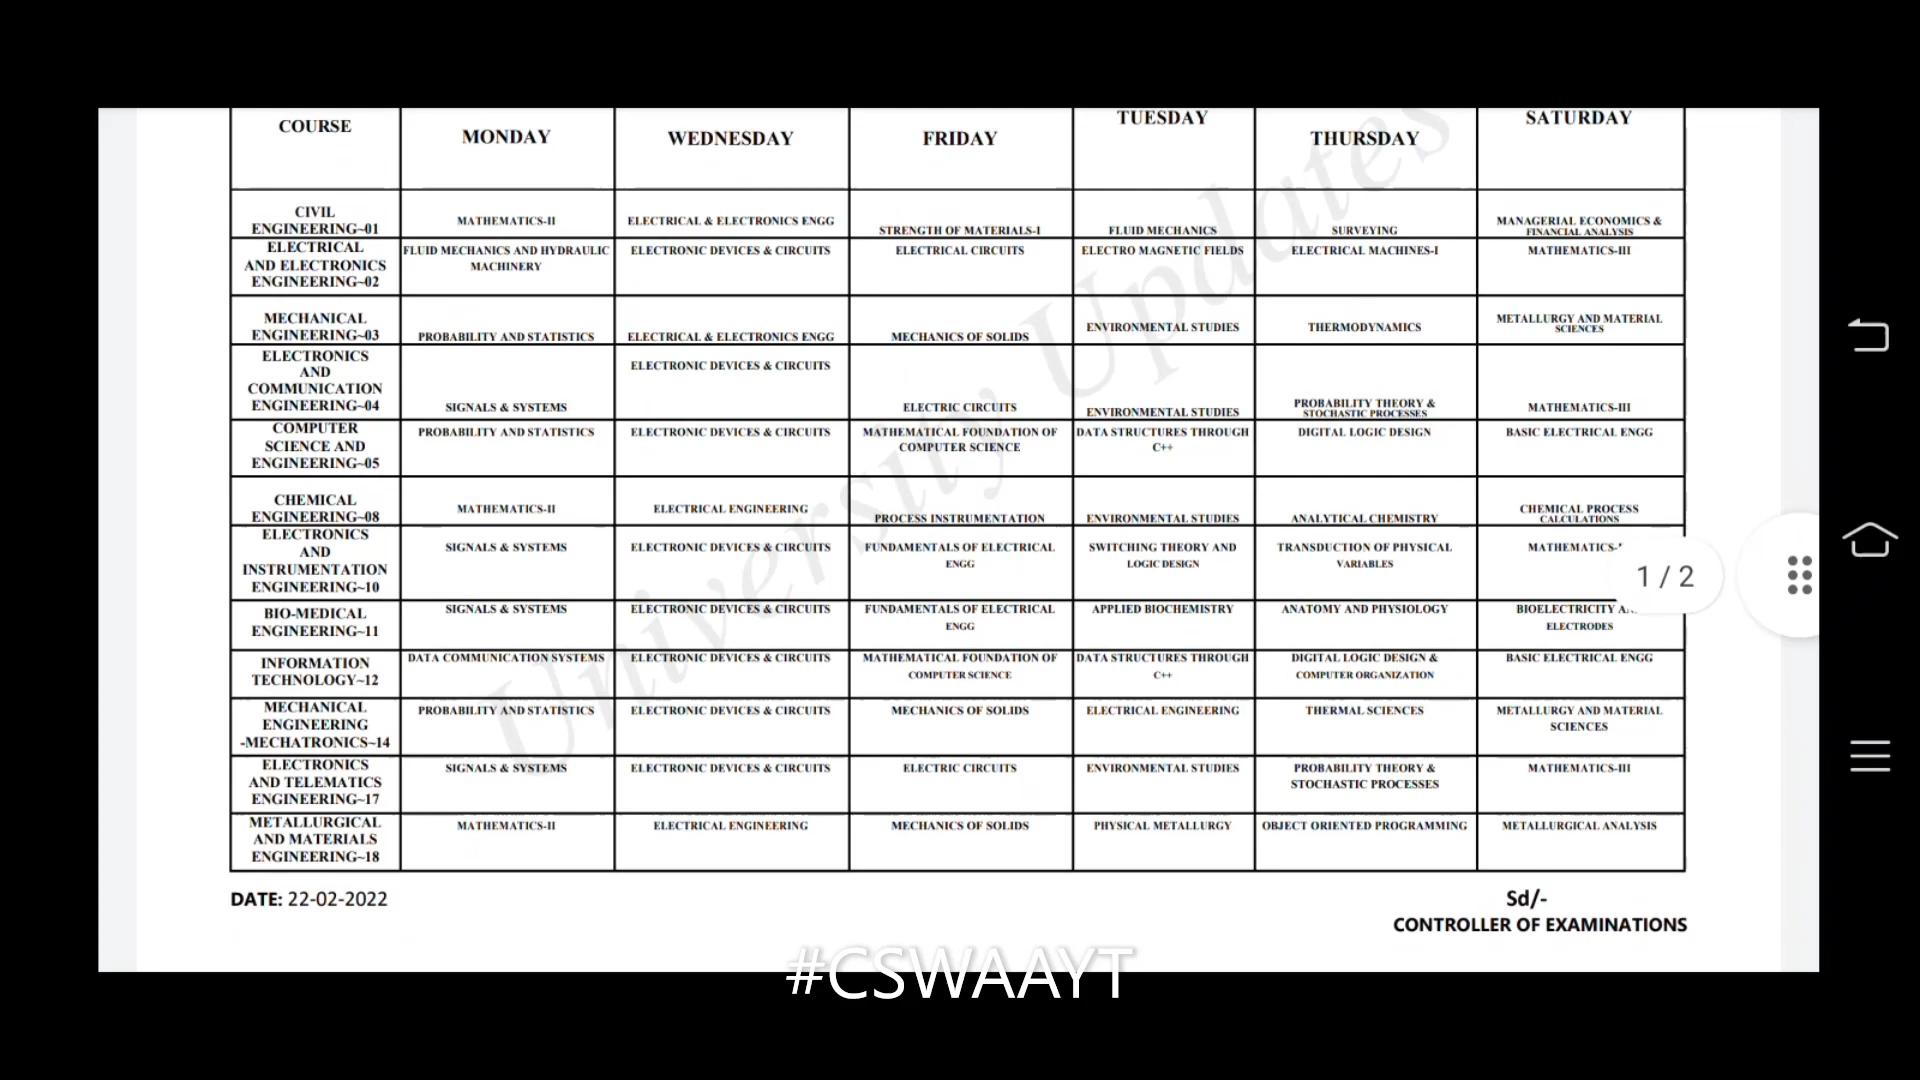 COURSE
MONDAY
WEDNESDAY
FRIDAY
TUESDAY
THURSDAY
SATURDAY
CIVIL
ENGINEERING~01
MATHEMATICS-II
ELECTRICAL & ELECTRONICS ENGG
STRENGTH OF MATERIALS-I
FLUID MECHANICS
SURVEYING
MANAGERIAL ECONOMICS &
FINANCIAL ANALYSIS
ELECTRICAL
AND ELECTRONICS
ENGINEERING~02
FLUID MECHANICS AND HYDRAULIC
MACHINERY
ELECTRONIC DEVICES & CIRCUITS
ELECTRICAL CIRCUITS
ELECTRO MAGNETIC FIELDS
ELECTRICAL MACHINES-I
MATHEMATICS-III
MECHANICAL
ENGINEERING~03
PROBABILITY AND STATISTICS
ELECTRICAL & ELECTRONICS ENGG
MECHANICS OF SOLIDS
ENVIRONMENTAL STUDIES
THERMODYNAMICS
METALLURGY AND MATERIAL
SCIENCES
ELECTRONICS
AND
COMMUNICATION
ENGINEERING~04
SIGNALS & SYSTEMS
ELECTRONIC DEVICES & CIRCUITS
ELECTRIC CIRCUITS
ENVIRONMENTAL STUDIES
PROBABILITY THEORY &
STOCHASTIC PROCESSES
MATHEMATICS-III
COMPUTER
SCIENCE AND
ENGINEERING~05
PROBABILITY AND STATISTICS
ELECTRONIC DEVICES & CIRCUITS
MATHEMATICAL FOUNDATION OF
COMPUTER SCIENCE
DATA STRUCTURES THROUGH
C++
DIGITAL LOGIC DESIGN
BASIC ELECTRICAL ENGG
CHEMICAL
ENGINEERING~08
MATHEMATICS-II
ELECTRICAL ENGINEERING
PROCESS INSTRUMENTATION
ENVIRONMENTAL STUDIES
ANALYTICAL CHEMISTRY
CHEMICAL PROCESS
CALCULATIONS
ELECTRONICS
AND
INSTRUMENTATION
ENGINEERING~10
SIGNALS & SYSTEMS
ELECTRONIC DEVICES & CIRCUITS
FUNDAMENTALS OF ELECTRICAL
ENGG
SWITCHING THEORY AND
LOGIC DESIGN
TRANSDUCTION OF PHYSICAL
VARIABLES
MATHEMATICS-
1 / 2
BIO-MEDICAL
ENGINEERING~11
SIGNALS & SYSTEMS
ELECTRONIC DEVICES & CIRCUITS
FUNDAMENTALS OF ELECTRICAL
ENGG
APPLIED BIOCHEMISTRY
ANATOMY AND PHYSIOLOGY
BIOELECTRICITY
ELECTRODES
INFORMATION
TECHNOLOGY~12
DATA COMMUNICATION SYSTEMS
ELECTRONIC DEVICES & CIRCUITS
MATHEMATICAL FOUNDATION OF
COMPUTER SCIENCE
DATA STRUCTURES THROUGH
C++
DIGITAL LOGIC DESIGN &
COMPUTER ORGANIZATION
BASIC ELECTRICAL ENGG
MECHANICAL
ENGINEERING
-MECHATRONICS~14
PROBABILITY AND STATISTICS
ELECTRONIC DEVICES & CIRCUITS
MECHANICS OF SOLIDS
ELECTRICAL ENGINEERING
THERMAL SCIENCES
METALLURGY AND MATERIAL
SCIENCES
ELECTRONICS
AND TELEMATICS
ENGINEERING~17
SIGNALS & SYSTEMS
ELECTRONIC DEVICES & CIRCUITS
ELECTRIC CIRCUITS
ENVIRONMENTAL STUDIES
PROBABILITY THEORY &
STOCHASTIC PROCESSES
MATHEMATICS-III
METALLURGICAL
AND MATERIALS
ENGINEERING~18
MATHEMATICS-II
ELECTRICAL ENGINEERING
MECHANICS OF SOLIDS
PHYSICAL METALLURGY
OBJECT ORIENTED PROGRAMMING
METALLURGICAL ANALYSIS
University Updates
DATE: 22-02-2022
Sd/-
CONTROLLER OF EXAMINATIONS
#CSWAAYT